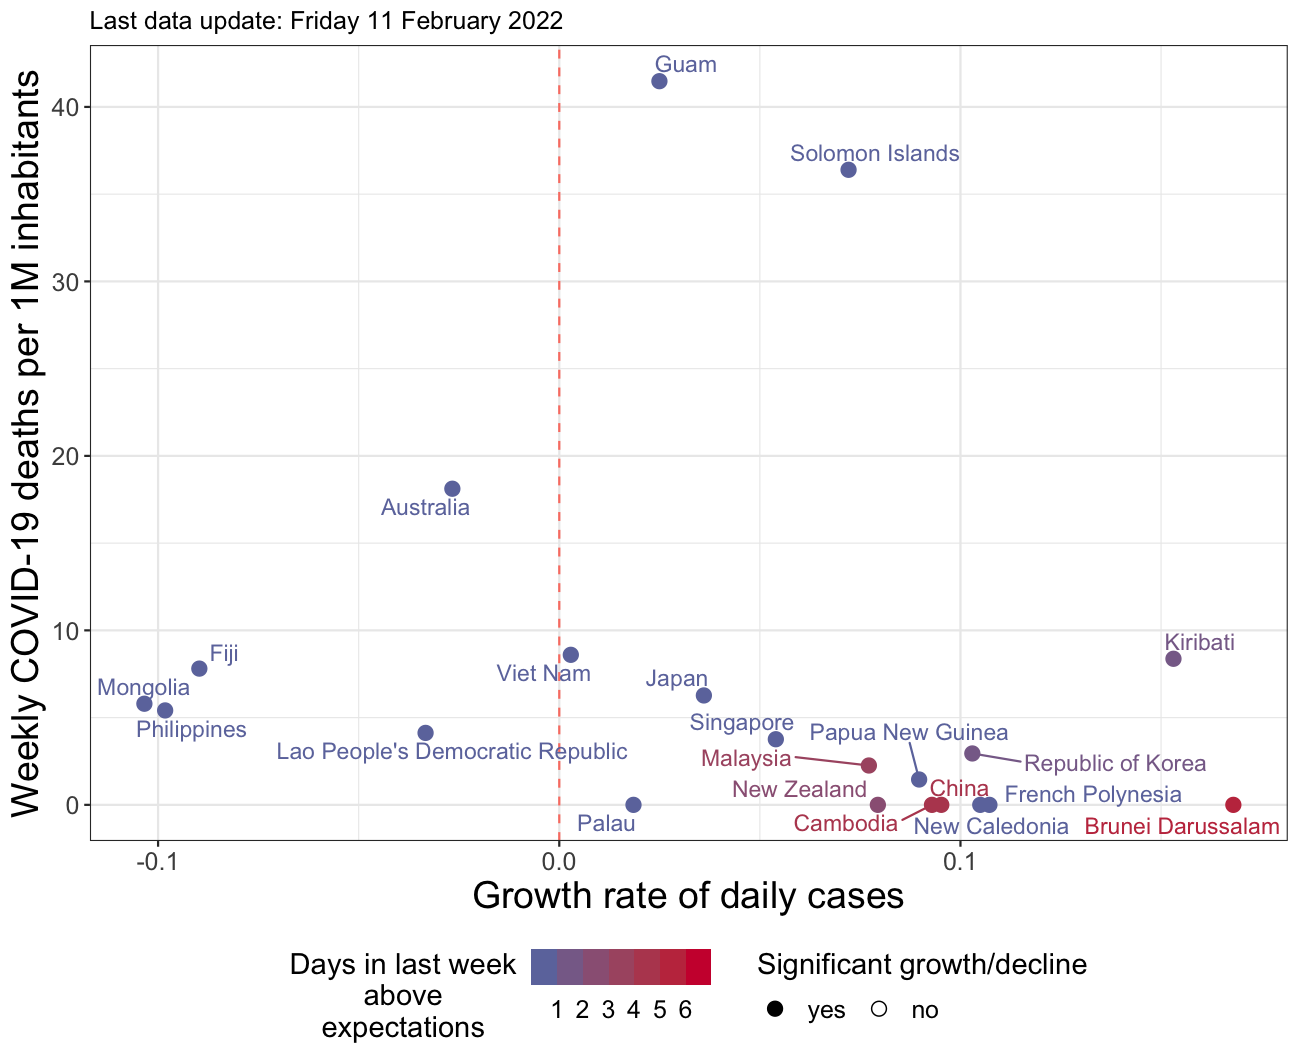 Last data update: Friday 11 February 2022
Weekly COVID-19 deaths per 1M inhabitants
40
30
20
10
0
Guam
Solomon Islands
Australia
Fiji
Mongolia
Philippines
Lao People's Democratic Republic
Viet Nam
Japan
Kiribati
Singapore
Papua New Guinea
Malaysia
Republic of Korea
New Zealand
China
French Polynesia
Palau
Cambodia
New Caledonia
Brunei Darussalam
-0.1
0.0
0.1
Growth rate of daily cases
Days in last week
above
expectations
1 2 3 4 5 6
Significant growth/decline
yes no